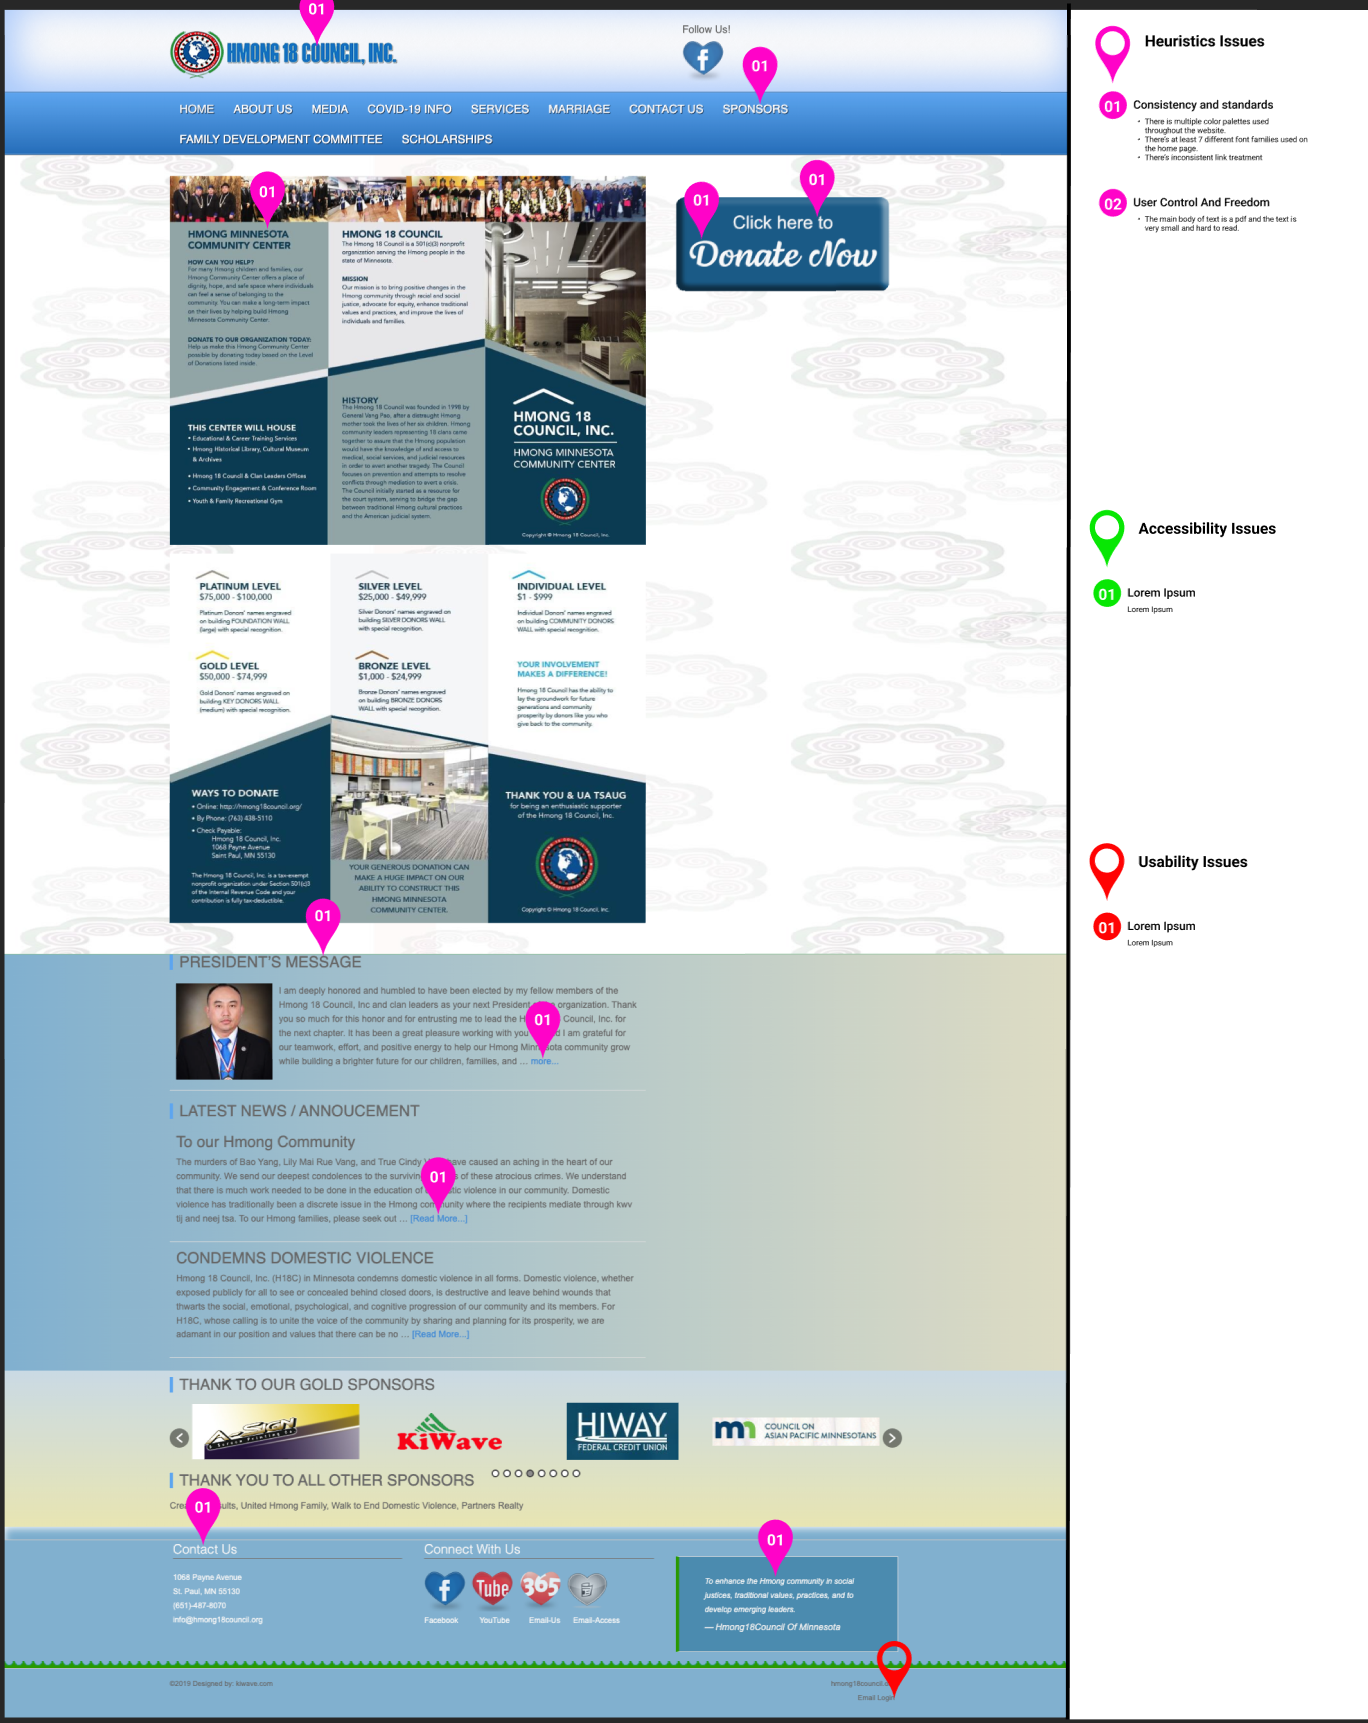 01
HMONG 18 COUNCIL, INC.
Follow Us!
01
HOME ABOUT US MEDIA COVID-19 INFO SERVICES MARRIAGE CONTACT US SPONSORS
FAMILY DEVELOPMENT COMMITTEE SCHOLARSHIPS
01
HMONG MINNESOTA
COMMUNITY CENTER
HOW CAN YOU HELP?
For many Hmong children and families, our
Hmong Community Center offers a place of
dignity, hope, and safe space where individuals
can feel a sense of belonging to the
community. You can make a long-term impact
on their lives by helping build Hmong
Minnesota Community Center.
DONATE TO OUR ORGANIZATION TODAY:
Help us make this Hmong Community Center
possible by donating today based on the Level
of Donations listed inside.
THIS CENTER WILL HOUSE
• Educational & Career Training Services
• Hmong Historical Library, Cultural Museum
& Archives
• Hmong 18 Council & Clan Leaders Offices
• Community Engagement & Conference Room
• Youth & Family Recreational Gym
HMONG 18 COUNCIL
The Hmong 18 Council is a 501(c)(3) nonprofit
organization serving the Hmong people in the
state of Minnesota.
MISSION
Our mission is to bring positive changes in the
Hmong community through racial and social
justice, advocate for equity, enhance traditional
values and practices, and improve the lives of
individuals and families.
HISTORY
The Hmong 18 Council was founded in 1998 by
General Vang Pao, after a distraught Hmong
mother took the lives of her six children. Hmong
community leaders representing 18 clans came
together to assure that the Hmong population
would have the knowledge of and access to
medical, social services, and judicial resources
in order to avert another tragedy. The Council
focuses on prevention and attempts to resolve
conflicts through mediation to avert a crisis.
The Council initially started as a resource for
the court system, serving to bridge the gap
between traditional Hmong cultural practices
and the American judicial system.
HMONG 18
COUNCIL, INC.
HMONG MINNESOTA
COMMUNITY CENTER
Copyright © Hmong 18 Council, Inc.
01
01
Click here to
Donate Now
PLATINUM LEVEL
$75,000 - $100,000
Platinum Donors' names engraved
on building FOUNDATION WALL
(large) with special recognition.
SILVER LEVEL
$25,000 - $49,999
Silver Donors' names engraved on
building SILVER DONORS WALL
with special recognition.
INDIVIDUAL LEVEL
$1 - $999
Individual Donors' names engraved
on building COMMUNITY DONORS
WALL with special recognition.
GOLD LEVEL
$50,000 - $74,999
Gold Donors' names engraved on
building KEY DONORS WALL
(medium) with special recognition.
BRONZE LEVEL
$1,000 - $24,999
Bronze Donors' names engraved
on building BRONZE DONORS
WALL with special recognition.
YOUR INVOLVEMENT
MAKES A DIFFERENCE!
Hmong 18 Council has the ability to
lay the groundwork for future
generations and community
prosperity by donors like you who
give back to the community.
WAYS TO DONATE
• Online: http://hmong18council.org/
• By Phone: (763) 438-5110
• Check Payable:
Hmong 18 Council, Inc.
1068 Payne Avenue
Saint Paul, MN 55130
The Hmong 18 Council, Inc. is a tax-exempt
nonprofit organization under Section 501(c)3
of the Internal Revenue Code and your
contribution is fully tax-deductible.
YOUR GENEROUS DONATION CAN
MAKE A HUGE IMPACT ON OUR
ABILITY TO CONSTRUCT THIS
HMONG MINNESOTA
COMMUNITY CENTER.
THANK YOU & UA TSAUG
for being an enthusiastic supporter
of the Hmong 18 Council, Inc.
Copyright © Hmong 18 Council, Inc.
01
PRESIDENT'S MESSAGE
I am deeply honored and humbled to have been elected by my fellow members of the
Hmong 18 Council, Inc and clan leaders as your next President organization. Thank
you so much for this honor and for entrusting me to lead the Council, Inc. for
the next chapter. It has been a great pleasure working with you I am grateful for
our teamwork, effort, and positive energy to help our Hmong Minnesota community grow
while building a brighter future for our children, families, and ... more...
01
LATEST NEWS / ANNOUCEMENT
To our Hmong Community
The murders of Bao Yang, Lily Mai Rue Vang, and True Cindy have caused an aching in the heart of our
community. We send our deepest condolences to the surviving of these atrocious crimes. We understand
that there is much work needed to be done in the education of violence in our community. Domestic
violence has traditionally been a discrete issue in the Hmong community where the recipients mediate through kwv
tij and neej tsa. To our Hmong families, please seek out ... [Read More...]
01
CONDEMNS DOMESTIC VIOLENCE
Hmong 18 Council, Inc. (H18C) in Minnesota condemns domestic violence in all forms. Domestic violence, whether
exposed publicly for all to see or concealed behind closed doors, is destructive and leave behind wounds that
thwarts the social, emotional, psychological, and cognitive progression of our community and its members. For
H18C, whose calling is to unite the voice of the community by sharing and planning for its prosperity, we are
adamant in our position and values that there can be no ... [Read More...]
THANK TO OUR GOLD SPONSORS
A SIGN
& Screen Printing Co
KiWave
HIWAY
FEDERAL CREDIT UNION
mn COUNCIL ON
ASIAN PACIFIC MINNESOTANS
THANK YOU TO ALL OTHER SPONSORS
United Hmong Family, Walk to End Domestic Violence, Partners Realty
01
Contact Us
1068 Payne Avenue
St. Paul, MN 55130
(651)-487-8070
info@hmong18council.org
Connect With Us
Tube 365
Facebook YouTube Email-Us Email-Access
01
To enhance the Hmong community in social
justices, traditional values, practices, and to
develop emerging leaders.
— Hmong18Council Of Minnesota
©2019 Designed by: kiwave.com
Email Login
Heuristics Issues
01 Consistency and standards
• There is multiple color palettes used
throughout the website.
• There's at least 7 different font families used on
the home page.
• There's inconsistent link treatment
02 User Control And Freedom
• The main body of text is a pdf and the text is
very small and hard to read.
Accessibility Issues
01 Lorem Ipsum
Lorem Ipsum
Usability Issues
01 Lorem Ipsum
Lorem Ipsum